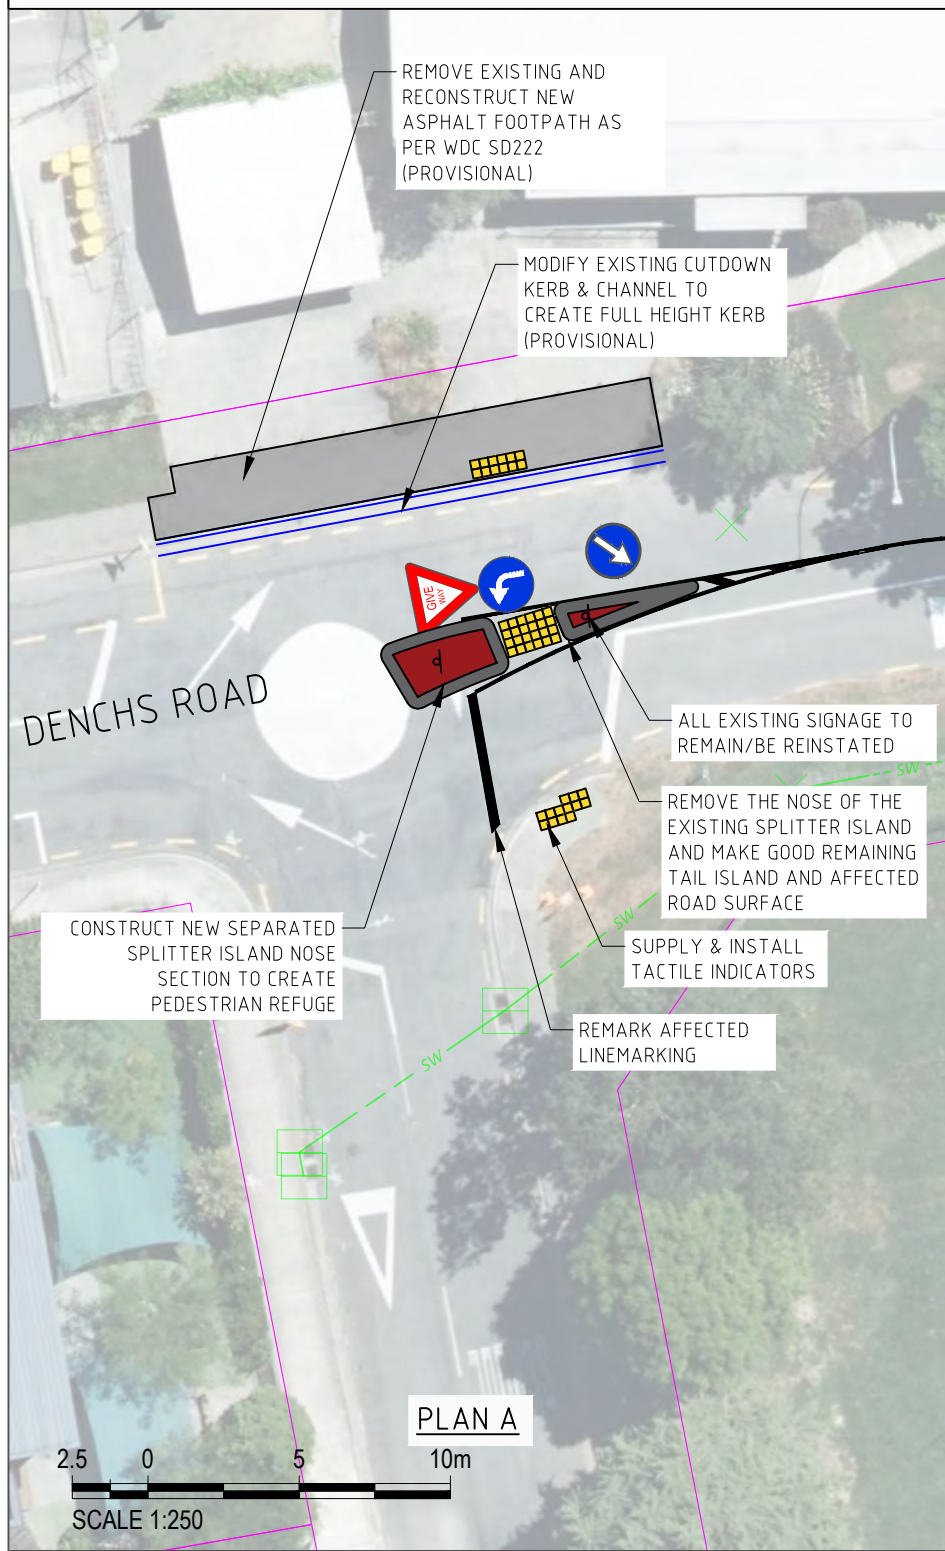 REMOVE EXISTING AND
RECONSTRUCT NEW
ASPHALT FOOTPATH AS
PER WDC SD222
(PROVISIONAL)
MODIFY EXISTING CUTDOWN
KERB & CHANNEL TO
CREATE FULL HEIGHT KERB
(PROVISIONAL)
GIVE
WAY
DENCHS ROAD
ALL EXISTING SIGNAGE TO
REMAIN/BE REINSTATED
SW
REMOVE THE NOSE OF THE
EXISTING SPLITTER ISLAND
AND MAKE GOOD REMAINING
TAIL ISLAND AND AFFECTED
ROAD SURFACE
SW
CONSTRUCT NEW SEPARATED
SPLITTER ISLAND NOSE
SECTION TO CREATE
PEDESTRIAN REFUGE
SUPPLY & INSTALL
TACTILE INDICATORS
REMARK AFFECTED
LINEMARKING
SW
PLAN A
2.5 0 5 10m
SCALE 1:250